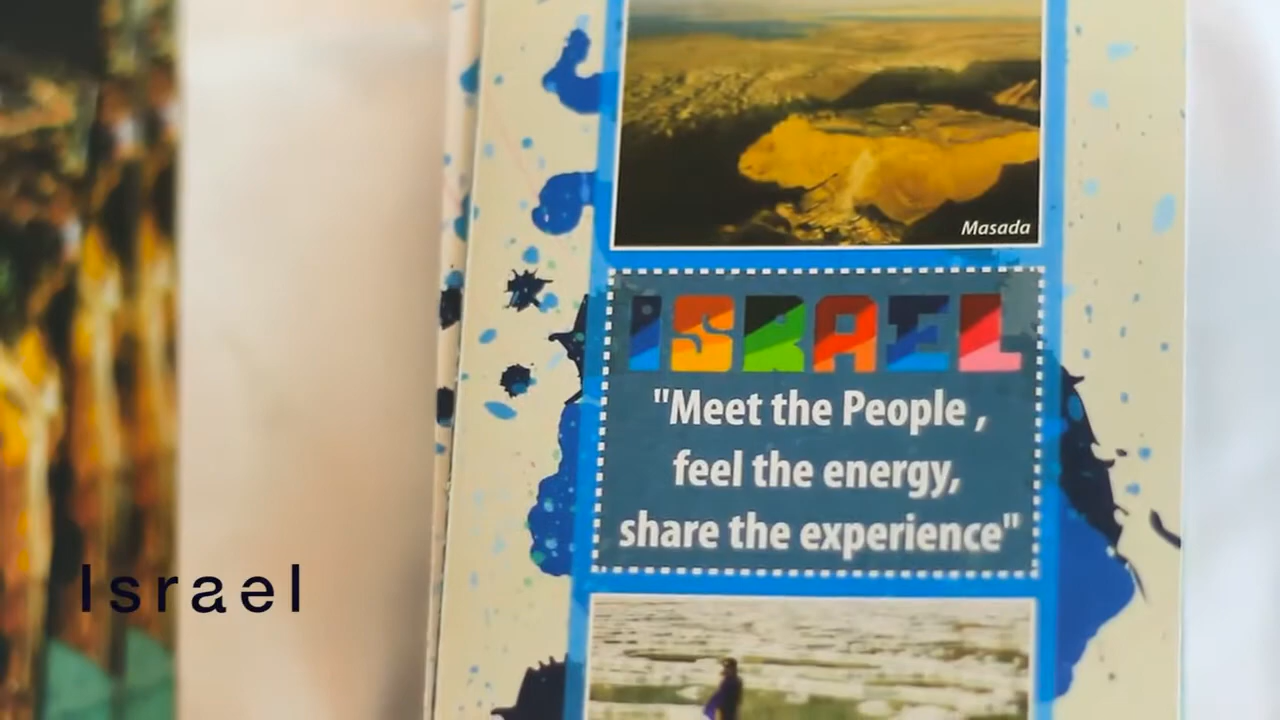 Masada
ISRAEL
"Meet the People ,
feel the energy,
share the experience"
Israel